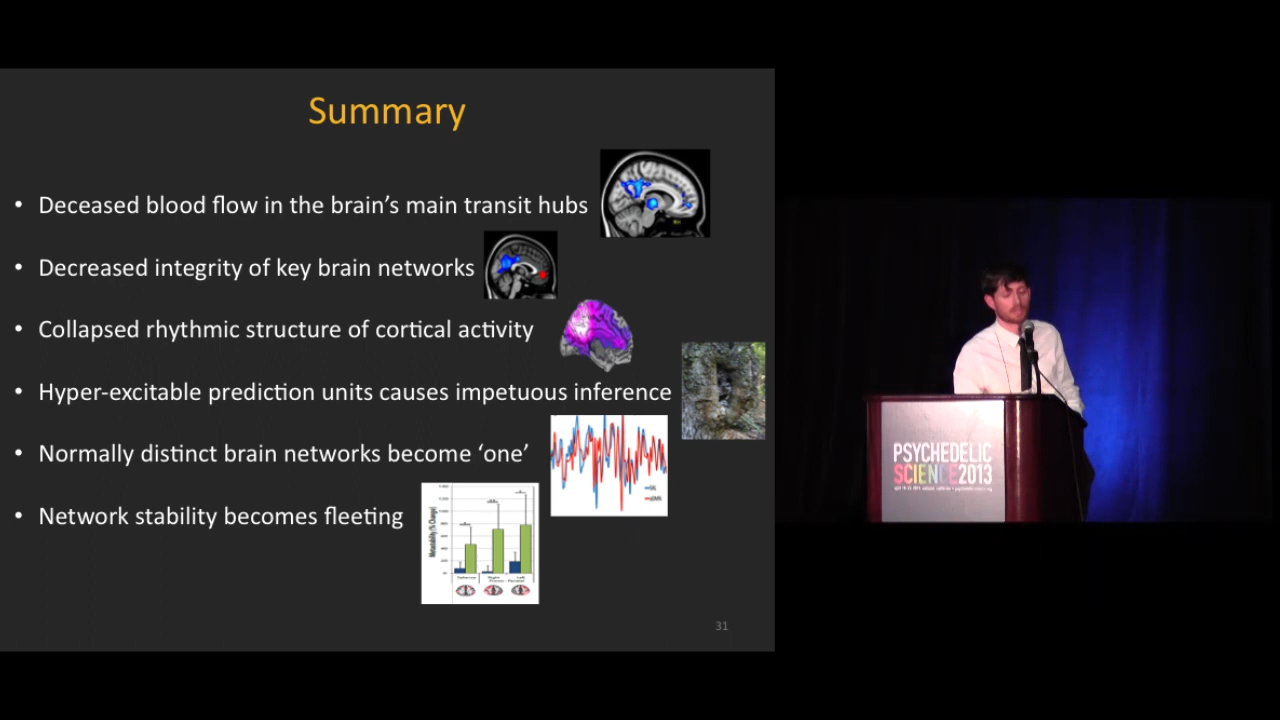 Summary
• Deceased blood flow in the brain’s main transit hubs
• Decreased integrity of key brain networks
• Collapsed rhythmic structure of cortical activity
• Hyper-excitable prediction units causes impetuous inference
• Normally distinct brain networks become ‘one’
• Network stability becomes fleeting
31
PSYCHEDELIC
SCIENCE2013